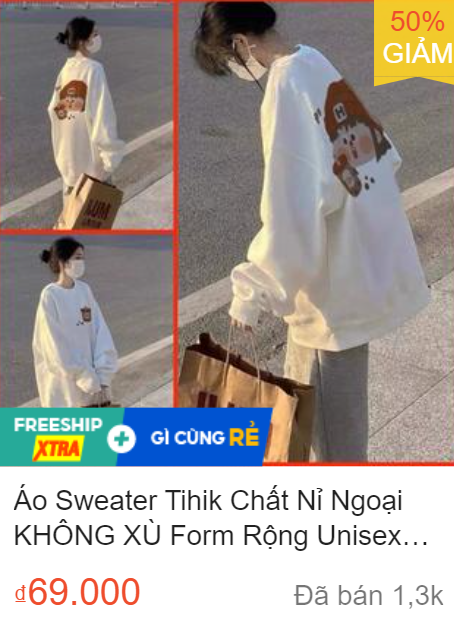 50%
GIẢM
FREESHIP
XTRA
GÌ CŨNG RẺ
Áo Sweater Tihik Chất Nỉ Ngoại
KHÔNG XÙ Form Rộng Unisex…
₫69.000
Đã bán 1,3k